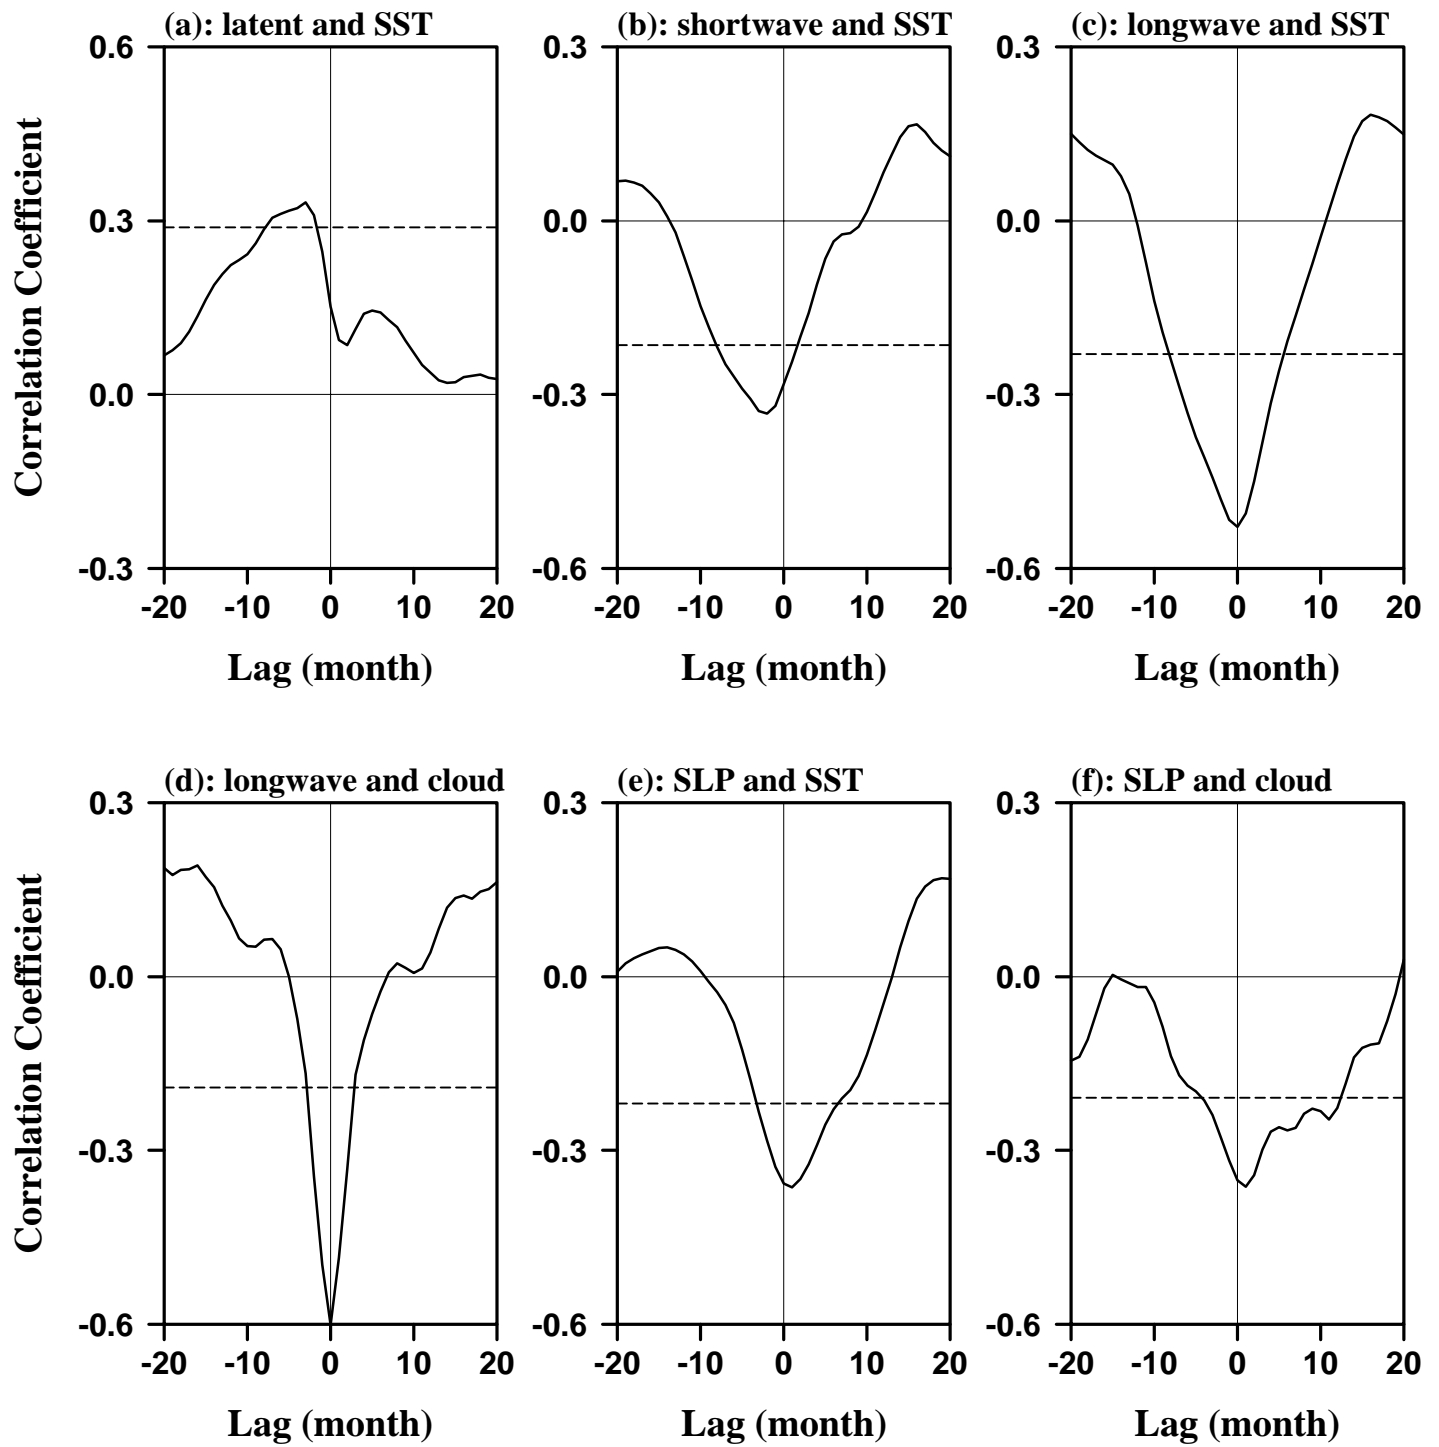 (a): latent and SST
(b): shortwave and SST
(c): longwave and SST
Correlation Coefficient
0.6
0.3
0.0
-0.3
-20 -10 0 10 20
Lag (month)
0.3
0.0
-0.3
-0.6
-20 -10 0 10 20
Lag (month)
0.3
0.0
-0.3
-0.6
-20 -10 0 10 20
Lag (month)
(d): longwave and cloud
(e): SLP and SST
(f): SLP and cloud
Correlation Coefficient
0.3
0.0
-0.3
-0.6
-20 -10 0 10 20
Lag (month)
0.3
0.0
-0.3
-0.6
-20 -10 0 10 20
Lag (month)
0.3
0.0
-0.3
-0.6
-20 -10 0 10 20
Lag (month)